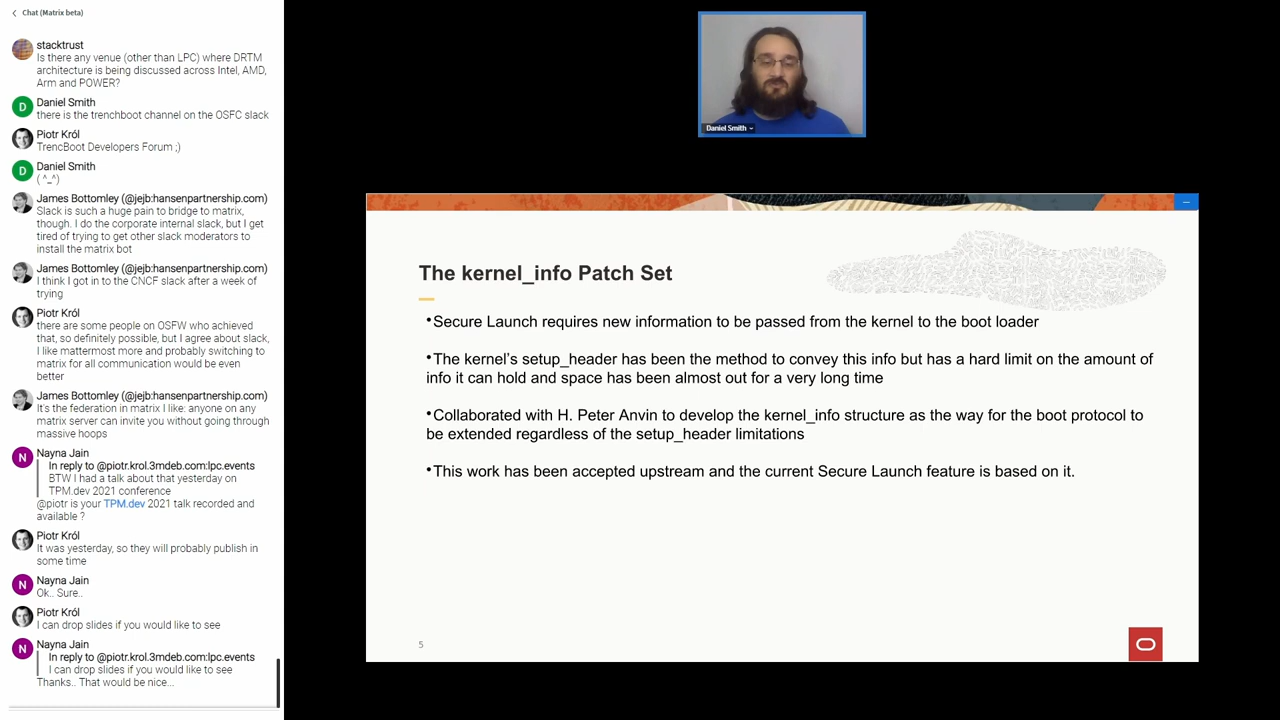 Chat (Matrix beta)
stacktrust
Is there any venue (other than LPC) where DRTM
architecture is being discussed across Intel, AMD,
Arm and POWER?
D
Daniel Smith
there is the trenchboot channel on the OSFC slack
Piotr Król
TrencBoot Developers Forum ;)
D
Daniel Smith
( ^_^)
James Bottomley (@jejb:hansenpartnership.com)
Slack is such a huge pain to bridge to matrix,
though. I do the corporate internal slack, but I get
tired of trying to get other slack moderators to
install the matrix bot
James Bottomley (@jejb:hansenpartnership.com)
I think I got in to the CNCF slack after a week of
trying
Piotr Król
there are some people on OSFW who achieved
that, so definitely possible, but I agree about slack,
I like mattermost more and probably switching to
matrix for all communication would be even
better
James Bottomley (@jejb:hansenpartnership.com)
It's the federation in matrix I like: anyone on any
matrix server can invite you without going through
massive hoops
N
Nayna Jain
In reply to @piotr.krol.3mdeb.com:lpc.events
BTW I had a talk about that yesterday on
TPM.dev 2021 conference
@piotr is your TPM.dev 2021 talk recorded and
available ?
Piotr Król
It was yesterday, so they will probably publish in
some time
N
Nayna Jain
Ok.. Sure..
Piotr Król
I can drop slides if you would like to see
N
Nayna Jain
In reply to @piotr.krol.3mdeb.com:lpc.events
I can drop slides if you would like to see
Thanks.. That would be nice...
Daniel Smith
The kernel_info Patch Set
•Secure Launch requires new information to be passed from the kernel to the boot loader
•The kernel's setup_header has been the method to convey this info but has a hard limit on the amount of
info it can hold and space has been almost out for a very long time
•Collaborated with H. Peter Anvin to develop the kernel_info structure as the way for the boot protocol to
be extended regardless of the setup_header limitations
•This work has been accepted upstream and the current Secure Launch feature is based on it.
5